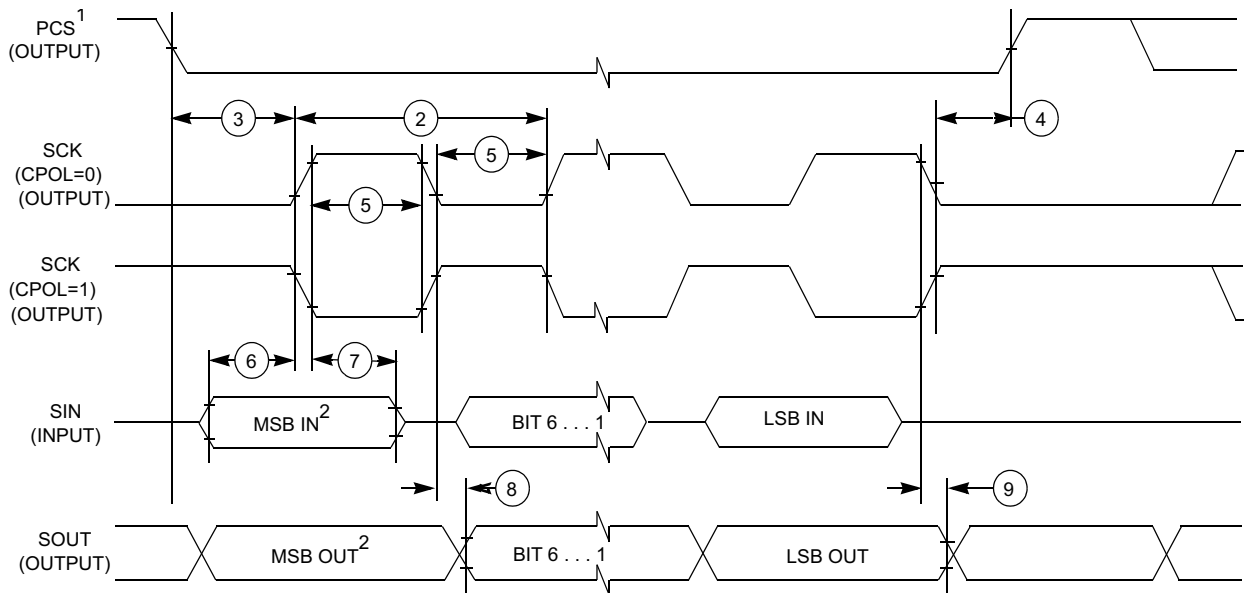 PCS1
(OUTPUT)
3
2
4
SCK
(CPOL=0)
(OUTPUT)
5
5
SCK
(CPOL=1)
(OUTPUT)
6
7
SIN
(INPUT)
MSB IN2
BIT 6 . . . 1
LSB IN
8
9
SOUT
(OUTPUT)
MSB OUT2
BIT 6 . . . 1
LSB OUT